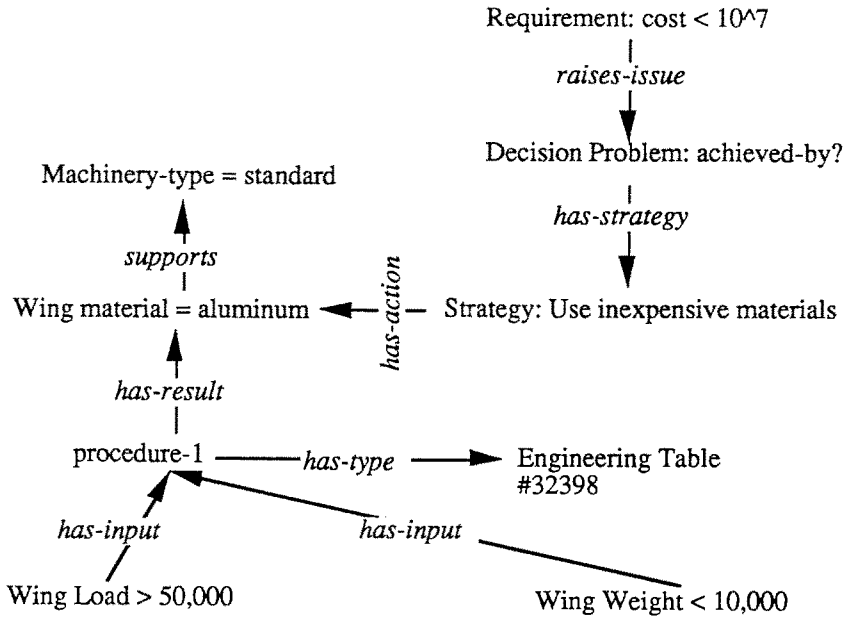 Requirement: cost < 10^7
raises-issue
Decision Problem: achieved-by?
Machinery-type = standard
has-strategy
supports
has-action
Wing material = aluminum
Strategy: Use inexpensive materials
has-result
procedure-1
has-type
Engineering Table
#32398
has-input
has-input
Wing Load > 50,000
Wing Weight < 10,000